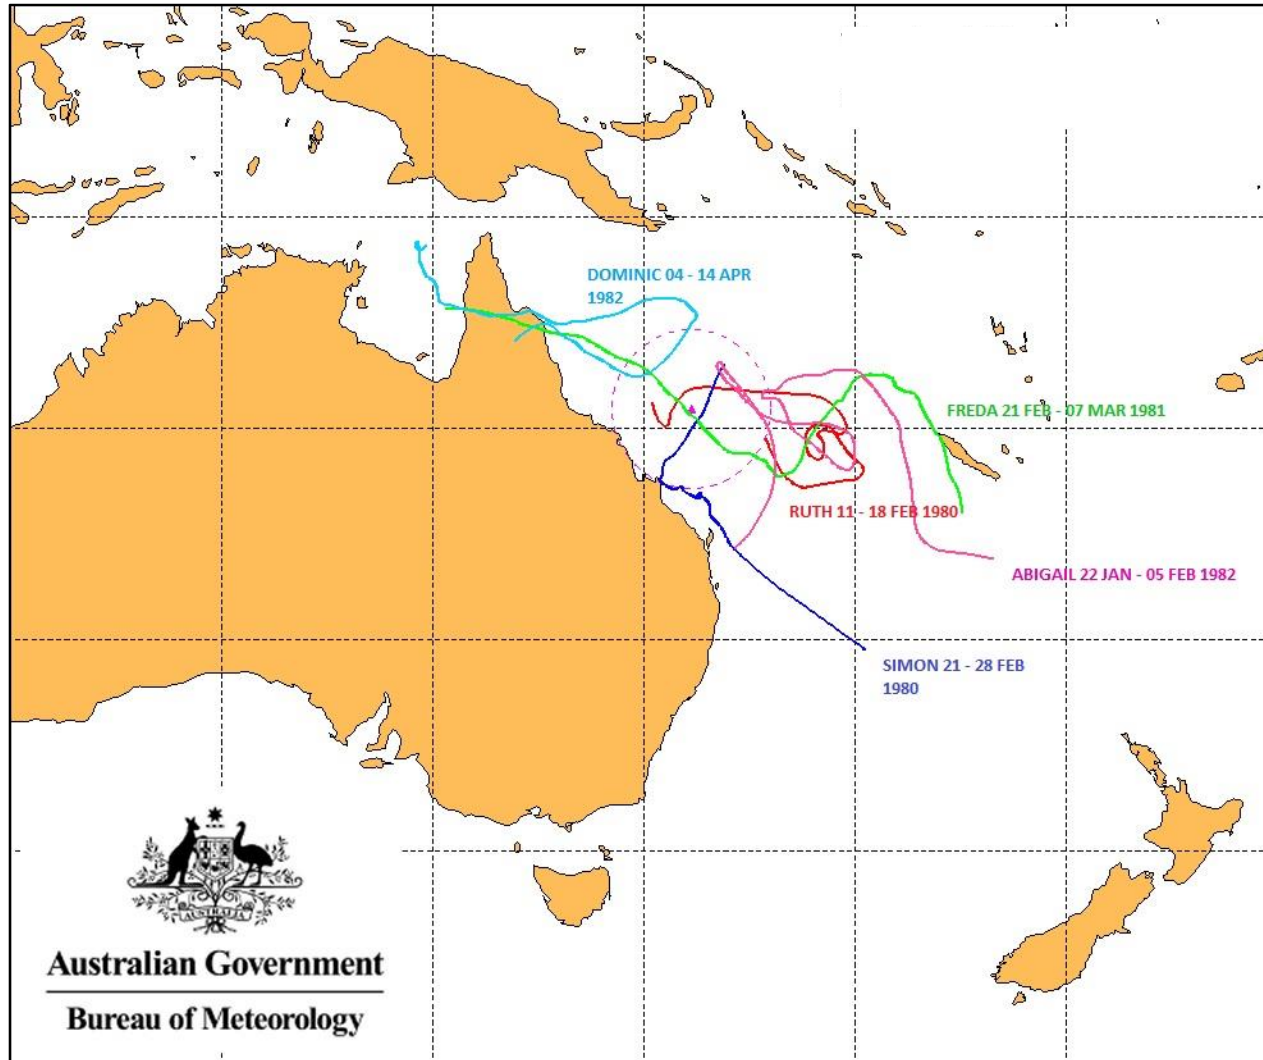 DOMINIC 04 - 14 APR
1982
FREDA 21 FEB - 07 MAR 1981
RUTH 11 - 18 FEB 1980
ABIGAIL 22 JAN - 05 FEB 1982
SIMON 21 - 28 FEB
1980
AUSTRALIA
Australian Government
Bureau of Meteorology